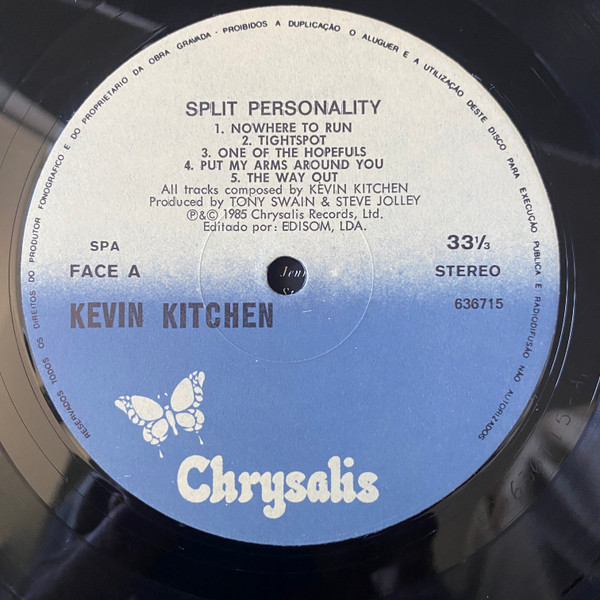 RESERVADOS TODOS OS DIREITOS DO PRODUTOR FONOGRAFICO E DO PROPRIETARIO DA OBRA GRAVADA - PROIBIDOS A DUPLICAÇÃO O ALUGUER E A UTILIZAÇÃO DESTE DISCO PARA EXECUÇÃO PUBLICA E RADIODIFUSÃO NÃO AUTORIZADOS
SPLIT PERSONALITY
1. NOWHERE TO RUN
2. TIGHTSPOT
3. ONE OF THE HOPEFULS
4. PUT MY ARMS AROUND YOU
5. THE WAY OUT
All tracks composed by KEVIN KITCHEN
Produced by TONY SWAIN & STEVE JOLLEY
℗&© 1985 Chrysalis Records, Ltd.
Editado por: EDISOM, LDA.
SPA
33⅓
FACE A
STEREO
KEVIN KITCHEN
636715
Chrysalis